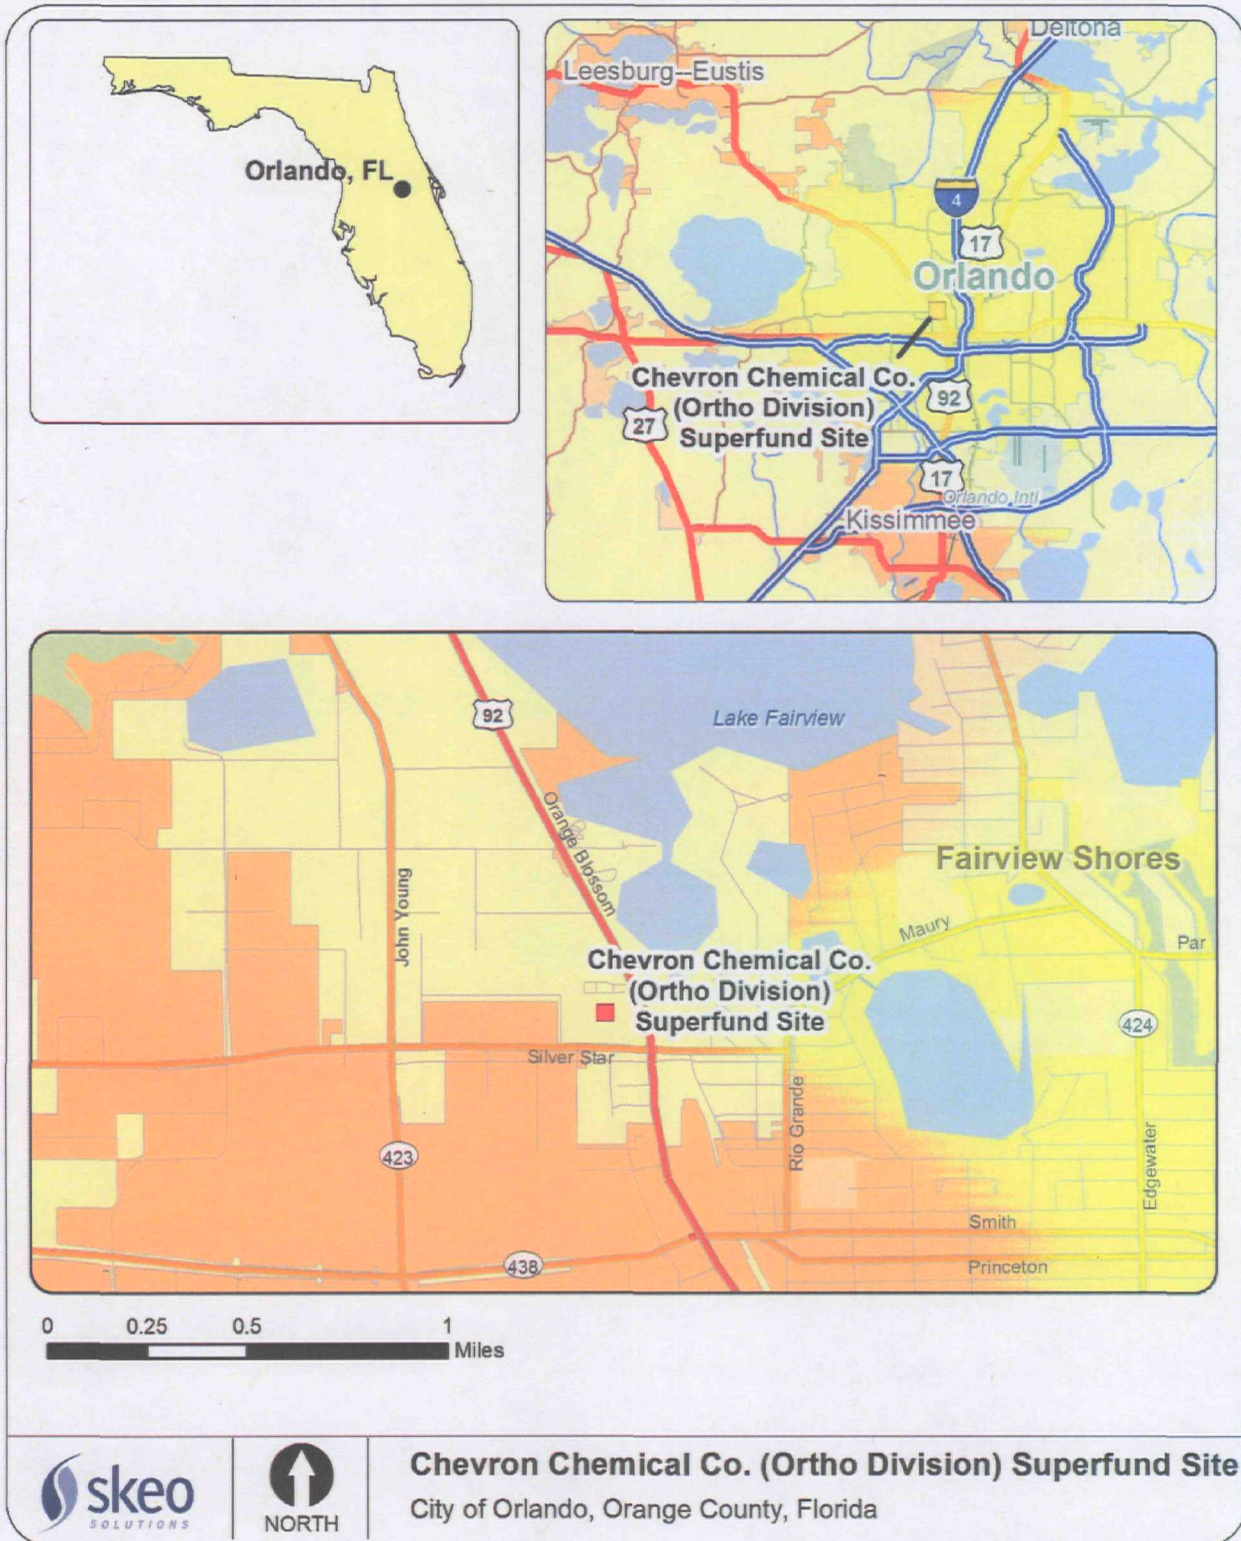 Orlando, FL
Deltona
Leesburg--Eustis
4
17
Orlando
Chevron Chemical Co.
(Ortho Division)
Superfund Site
92
27
17
Orlando Intl
Kissimmee
92
Lake Fairview
Orange Blossom
Fairview Shores
John Young
Maury
Par
Chevron Chemical Co.
(Ortho Division)
Superfund Site
424
Silver Star
Rio Grande
423
Edgewater
Smith
438
Princeton
0 0.25 0.5 1
Miles
skeo
SOLUTIONS
NORTH
Chevron Chemical Co. (Ortho Division) Superfund Site
City of Orlando, Orange County, Florida